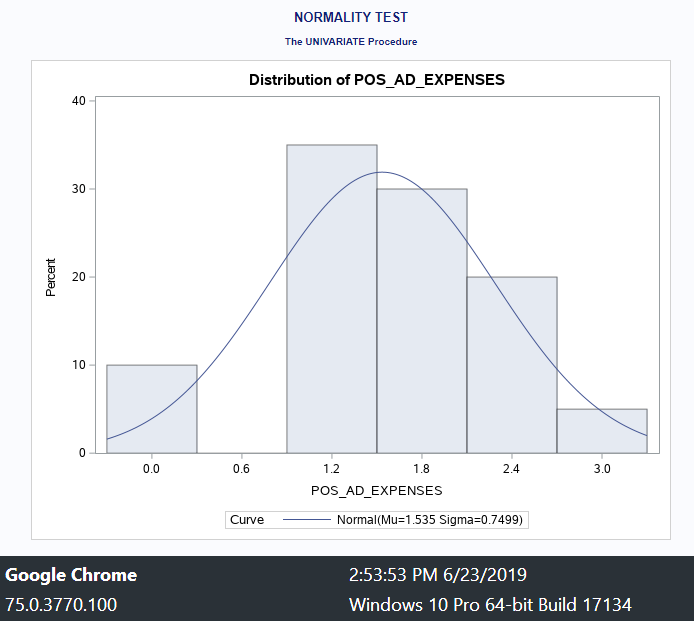 NORMALITY TEST
The UNIVARIATE Procedure
Distribution of POS_AD_EXPENSES
40
30
20
10
0
Percent
0.0 0.6 1.2 1.8 2.4 3.0
POS_AD_EXPENSES
Curve Normal(Mu=1.535 Sigma=0.7499)
Google Chrome 2:53:53 PM 6/23/2019
75.0.3770.100 Windows 10 Pro 64-bit Build 17134